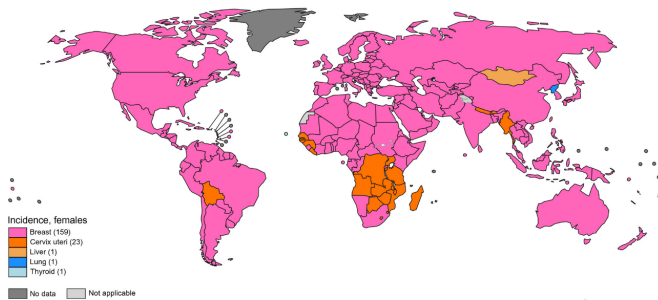 Incidence, females
Breast (159)
Cervix uteri (23)
Liver (1)
Lung (1)
Thyroid (1)
No data
Not applicable